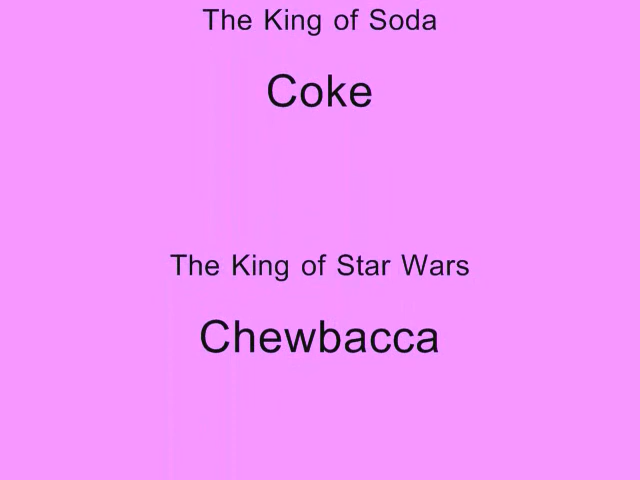 The King of Soda
Coke
The King of Star Wars
Chewbacca